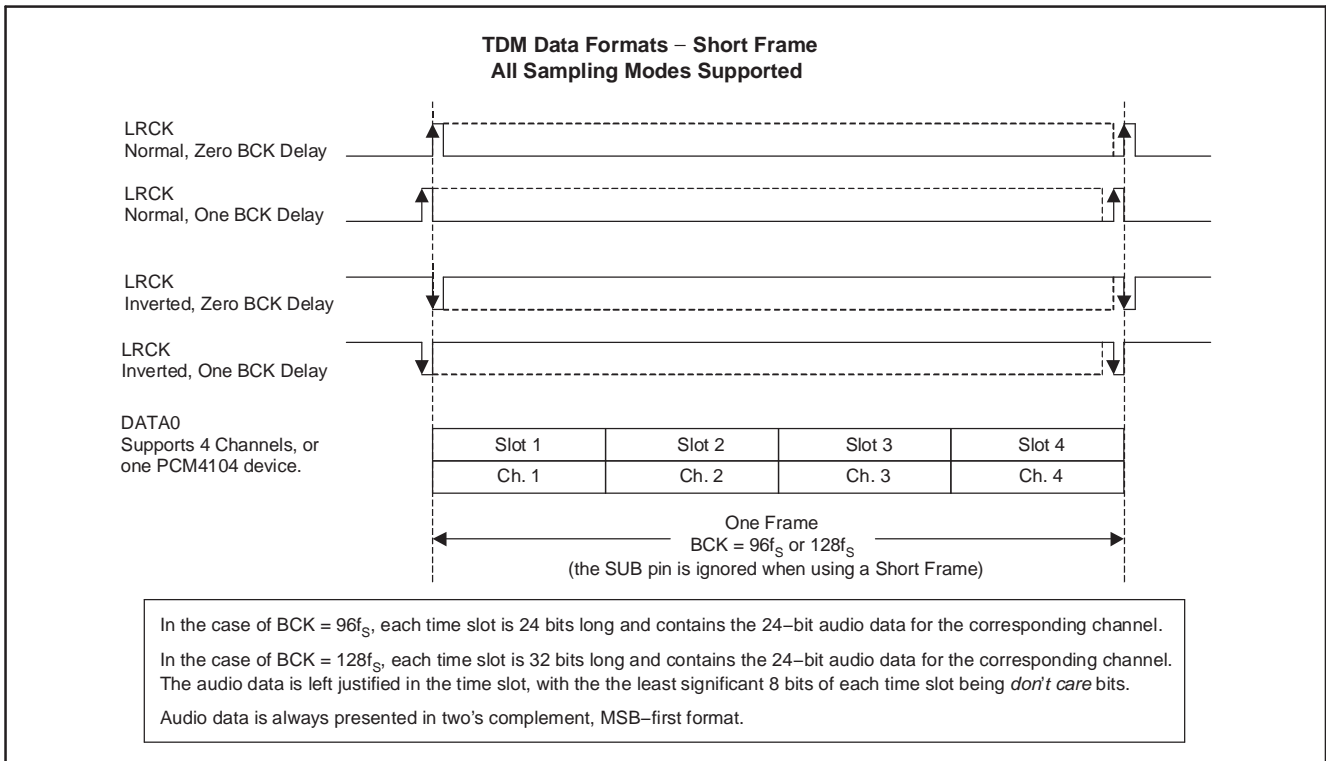 TDM Data Formats − Short Frame
All Sampling Modes Supported
LRCK
Normal, Zero BCK Delay
LRCK
Normal, One BCK Delay
LRCK
Inverted, Zero BCK Delay
LRCK
Inverted, One BCK Delay
DATA0
Supports 4 Channels, or
one PCM4104 device.
Slot 1 Slot 2 Slot 3 Slot 4
Ch. 1 Ch. 2 Ch. 3 Ch. 4
One Frame
BCK = 96fS or 128fS
(the SUB pin is ignored when using a Short Frame)
In the case of BCK = 96fS, each time slot is 24 bits long and contains the 24−bit audio data for the corresponding channel.
In the case of BCK = 128fS, each time slot is 32 bits long and contains the 24−bit audio data for the corresponding channel.
The audio data is left justified in the time slot, with the the least significant 8 bits of each time slot being don't care bits.
Audio data is always presented in two's complement, MSB−first format.